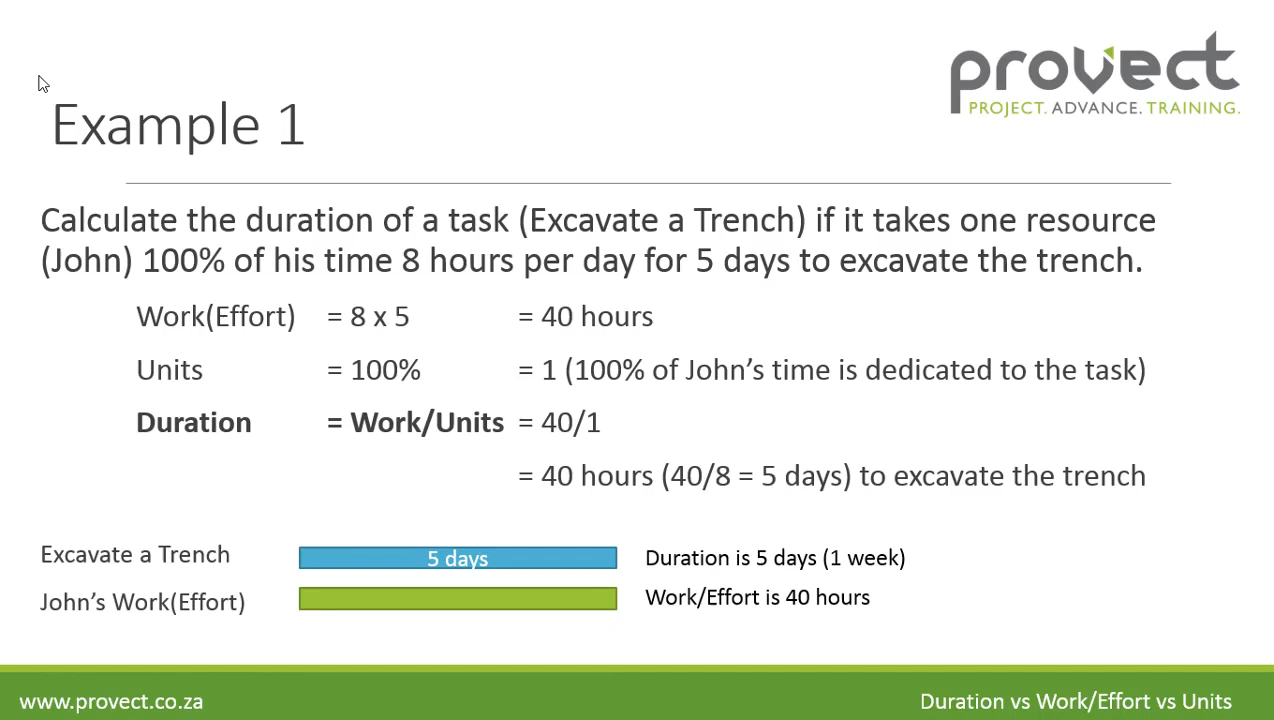 provect
PROJECT. ADVANCE. TRAINING.
Example 1
Calculate the duration of a task (Excavate a Trench) if it takes one resource
(John) 100% of his time 8 hours per day for 5 days to excavate the trench.
Work(Effort) = 8 x 5 = 40 hours
Units = 100% = 1 (100% of John’s time is dedicated to the task)
Duration = Work/Units = 40/1
= 40 hours (40/8 = 5 days) to excavate the trench
Excavate a Trench 5 days Duration is 5 days (1 week)
John’s Work(Effort) Work/Effort is 40 hours
www.provect.co.za Duration vs Work/Effort vs Units